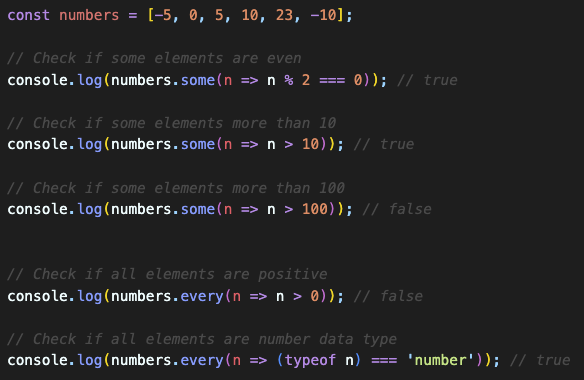 const numbers = [-5, 0, 5, 10, 23, -10];
// Check if some elements are even
console.log(numbers.some(n => n % 2 === 0)); // true
// Check if some elements more than 10
console.log(numbers.some(n => n > 10)); // true
// Check if some elements more than 100
console.log(numbers.some(n => n > 100)); // false
// Check if all elements are positive
console.log(numbers.every(n => n > 0)); // false
// Check if all elements are number data type
console.log(numbers.every(n => (typeof n) === 'number')); // true